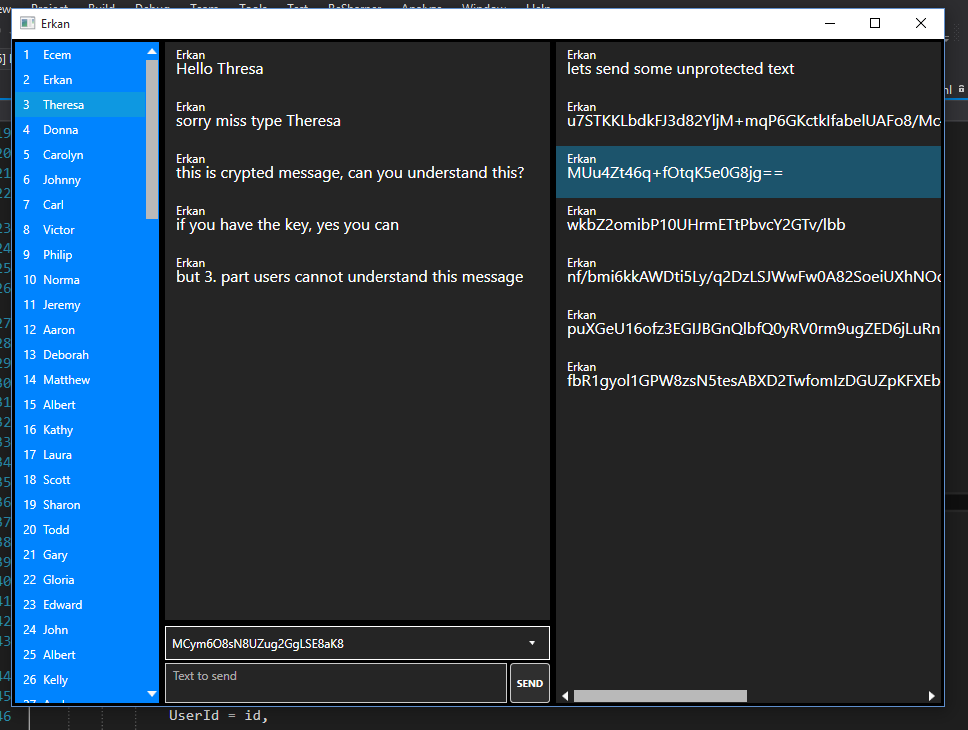 Erkan
1 Ecem
2 Erkan
3 Theresa
4 Donna
5 Carolyn
6 Johnny
7 Carl
8 Victor
9 Philip
10 Norma
11 Jeremy
12 Aaron
13 Deborah
14 Matthew
15 Albert
16 Kathy
17 Laura
18 Scott
19 Sharon
20 Todd
21 Gary
22 Gloria
23 Edward
24 John
25 Albert
26 Kelly
Erkan
Hello Thresa
Erkan
sorry miss type Theresa
Erkan
this is crypted message, can you understand this?
Erkan
if you have the key, yes you can
Erkan
but 3. part users cannot understand this message
MCym6O8sN8UZug2GgLSE8aK8
Text to send
SEND
Erkan
lets send some unprotected text
Erkan
u7STKKLbdkFJ3d82YljM+mqP6GKctkIfabelUAFo8/Mc
Erkan
MUu4Zt46q+fOtqK5e0G8jg==
Erkan
wkbZ2omibP10UHrmETtPbvcY2GTv/lbb
Erkan
nf/bmi6kkAWDti5Ly/q2DzLSJWwFw0A82SoeiUXhNOc
Erkan
puXGeU16ofz3EGIJBGnQlbfQ0yRV0rm9ugZED6jLuRn
Erkan
fbR1gyol1GPW8zsN5tesABXD2TwfomIzDGUZpKFXEb
UserId = id,